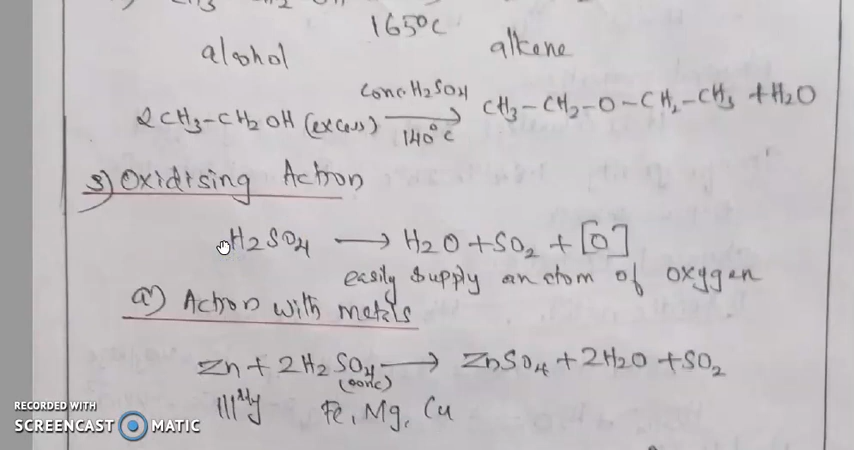 165°C
alcohol alkene
2CH3-CH2OH (excess) conc. H2SO4 → 140°C CH3-CH2-O-CH2-CH3 + H2O
3) Oxidising Action
H2SO4 → H2O + SO2 + [O]
easily supply an atom of oxygen
a) Action with metals
Zn + 2H2SO4 (conc) → ZnSO4 + 2H2O + SO2
|||ly Fe, Mg, Cu
RECORDED WITH
SCREENCAST MATIC